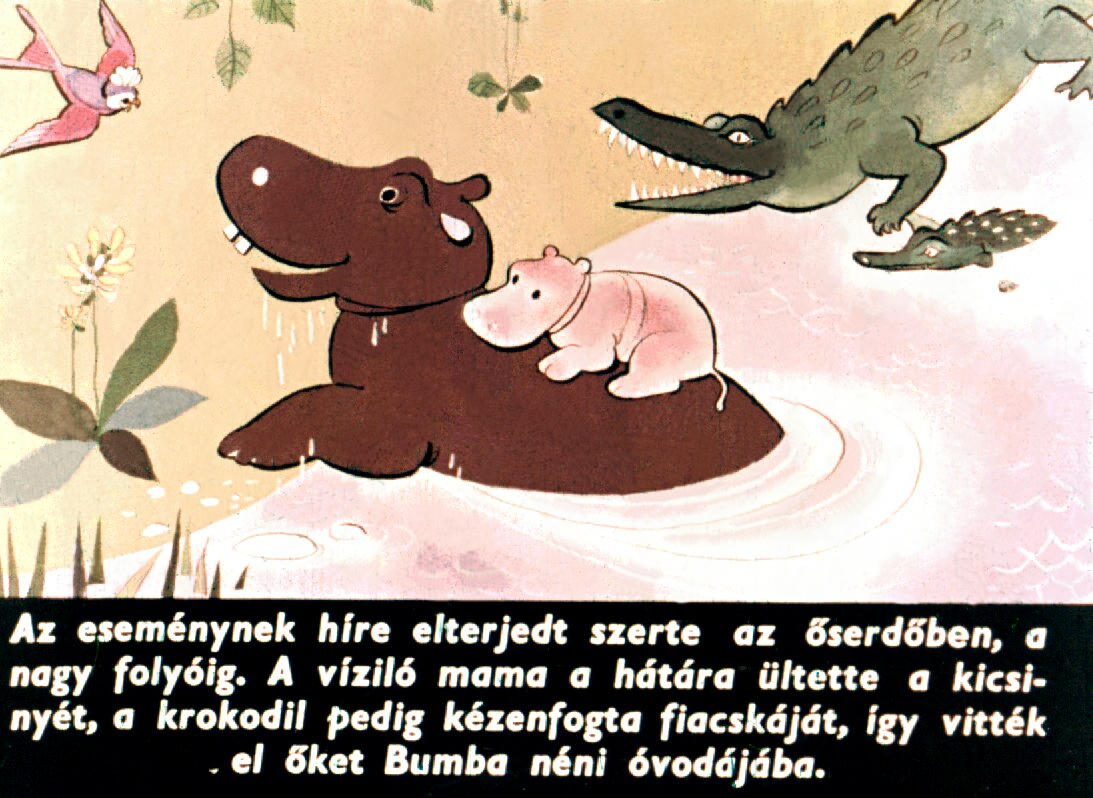 Az eseménynek híre elterjedt szerte az őserdőben, a
nagy folyóig. A víziló mama a hátára ültette a kicsi-
nyét, a krokodil pedig kézenfogta fiacskáját, így vitték
el őket Bumba néni óvodájába.